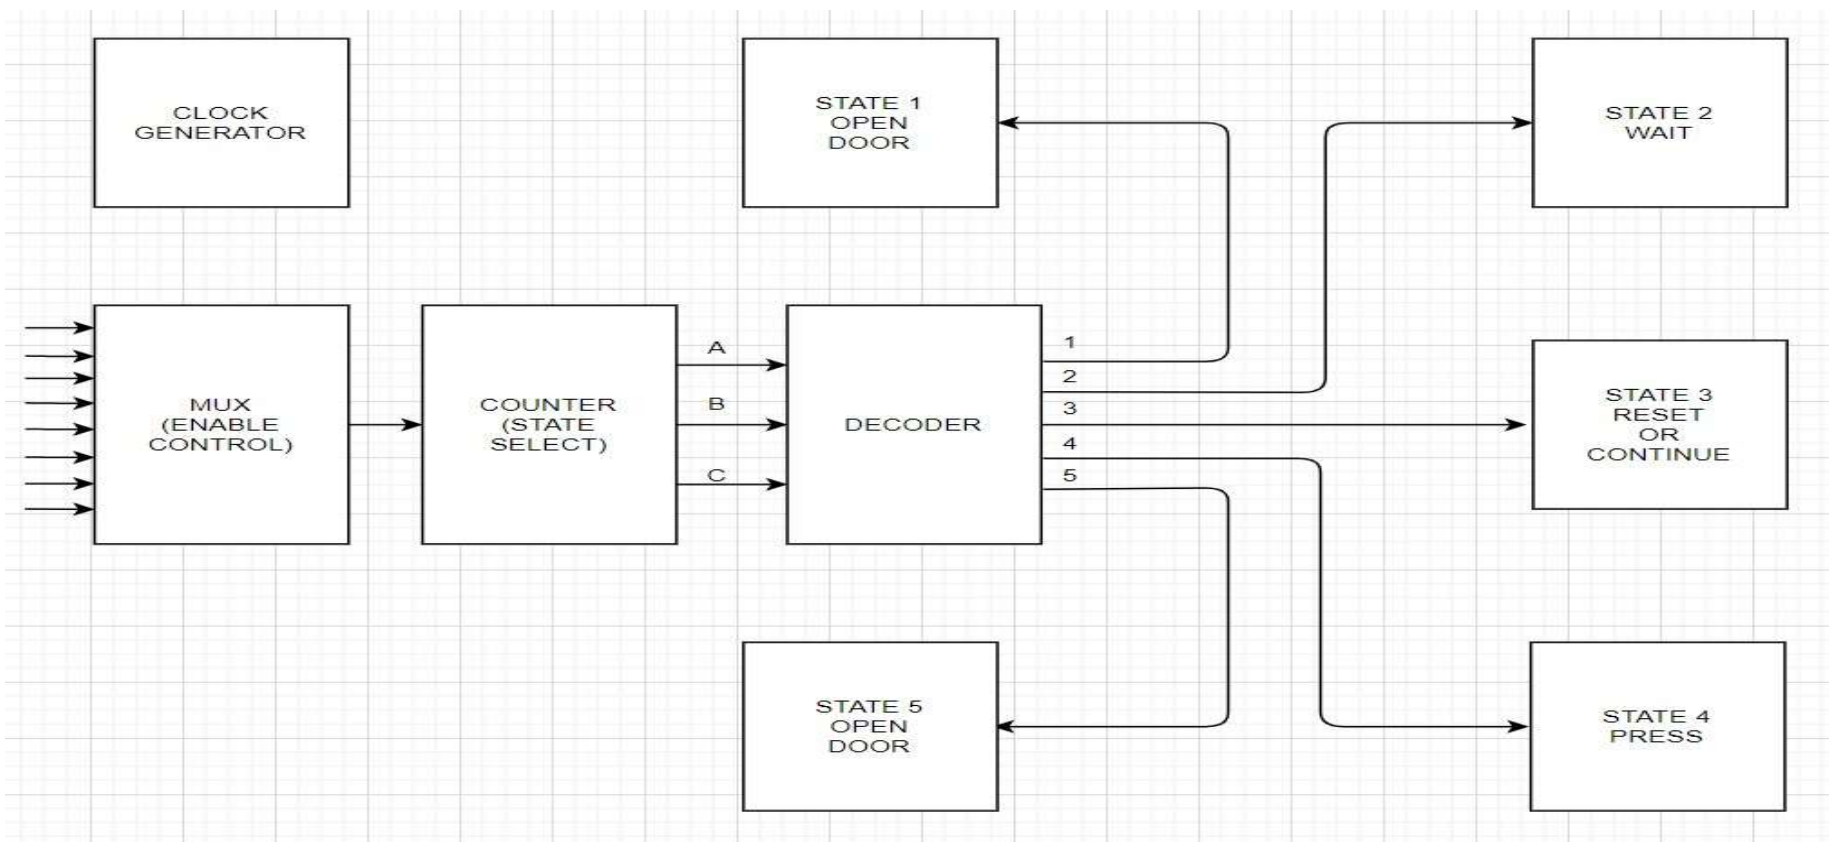 CLOCK
GENERATOR
STATE 1
OPEN
DOOR
STATE 2
WAIT
MUX
(ENABLE
CONTROL)
COUNTER
(STATE
SELECT)
A
B
C
DECODER
1
2
3
4
5
STATE 3
RESET
OR
CONTINUE
STATE 5
OPEN
DOOR
STATE 4
PRESS